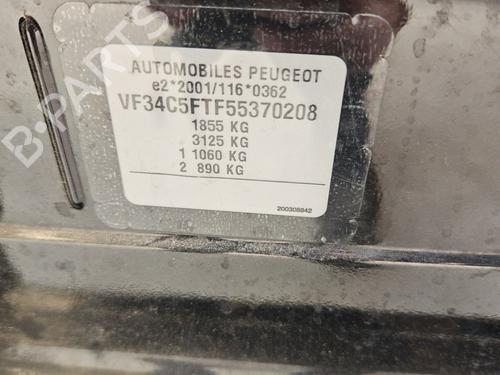 AUTOMOBILES PEUGEOT
e2*2001/116*0362
VF34C5FTF55370208
1855 KG
3125 KG
1 1060 KG
2 890 KG
200308842
B-PARTS